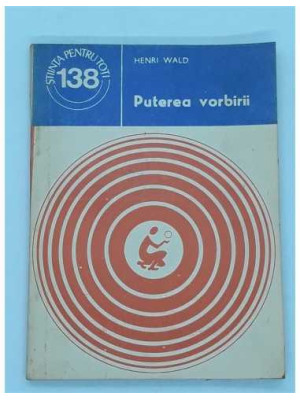 ȘTIINȚA PENTRU TOȚI
138
HENRI WALD
Puterea vorbirii